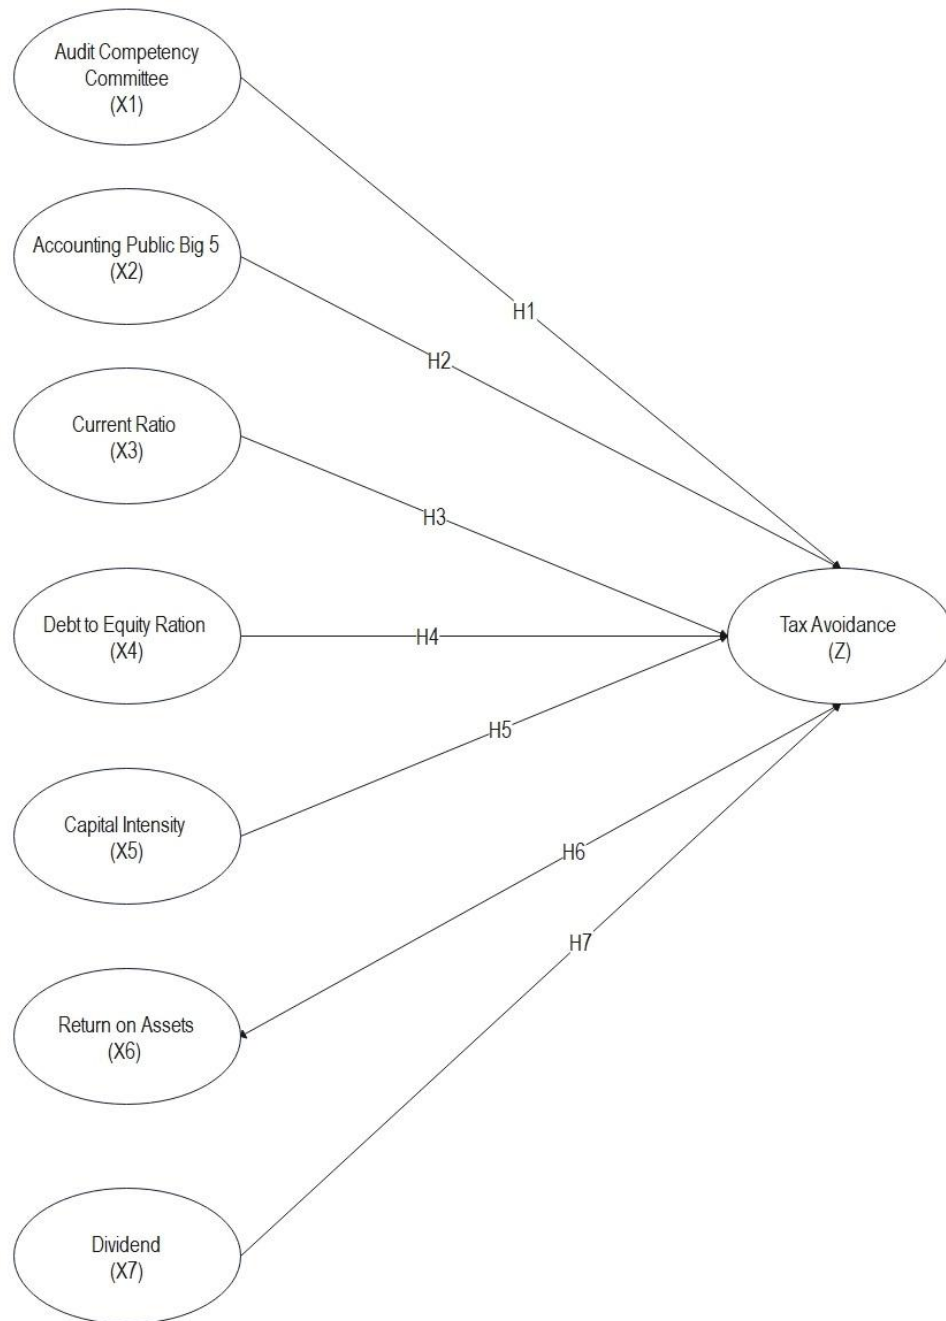 Audit Competency
Committee
(X1)
Accounting Public Big 5
(X2)
H1
H2
Current Ratio
(X3)
H3
Debt to Equity Ration
(X4)
H4
Tax Avoidance
(Z)
H5
Capital Intensity
(X5)
H6
H7
Return on Assets
(X6)
Dividend
(X7)